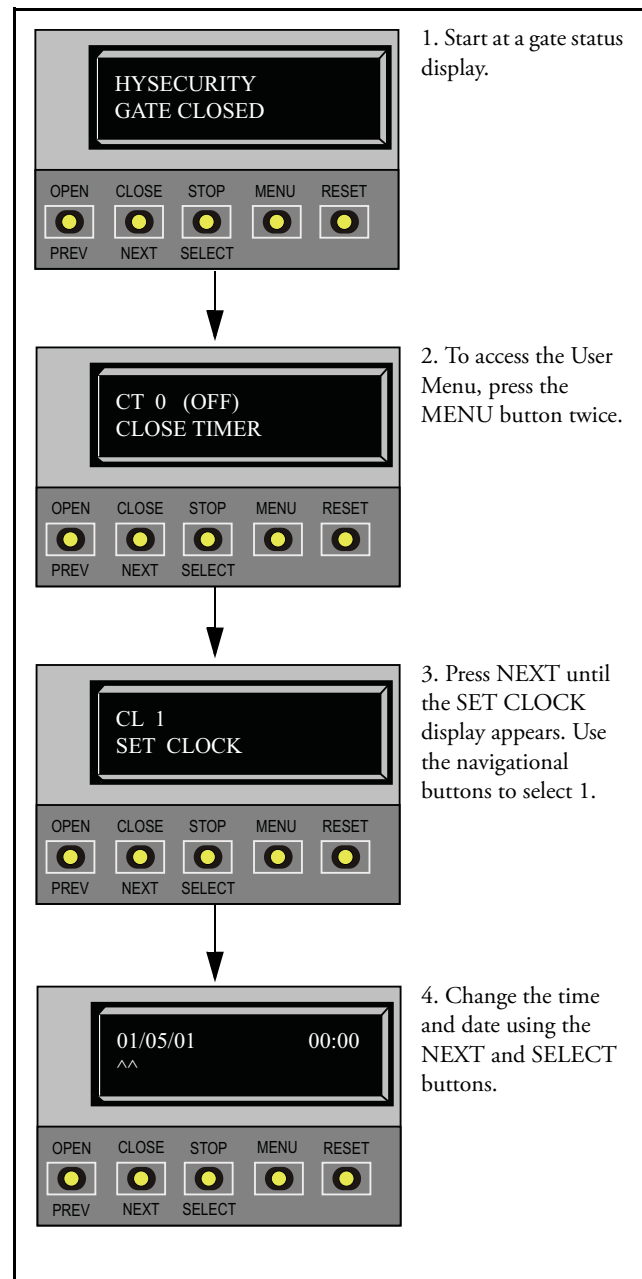 HYSECURITY
GATE CLOSED
OPEN CLOSE STOP MENU RESET
PREV NEXT SELECT
1. Start at a gate status
display.
CT 0 (OFF)
CLOSE TIMER
OPEN CLOSE STOP MENU RESET
PREV NEXT SELECT
2. To access the User
Menu, press the
MENU button twice.
CL 1
SET CLOCK
OPEN CLOSE STOP MENU RESET
PREV NEXT SELECT
3. Press NEXT until
the SET CLOCK
display appears. Use
the navigational
buttons to select 1.
01/05/01 00:00
^^
OPEN CLOSE STOP MENU RESET
PREV NEXT SELECT
4. Change the time
and date using the
NEXT and SELECT
buttons.